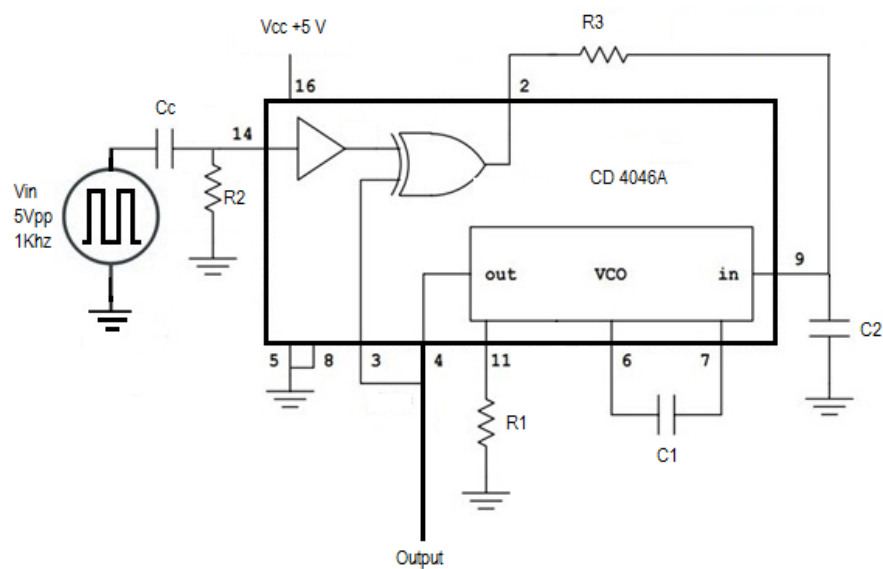 Vcc +5 V
R3
16
2
Cc
14
Vin
5Vpp
1Khz
R2
CD 4046A
out
VCO
in
9
C2
5
8
3
4
11
6
7
R1
C1
Output